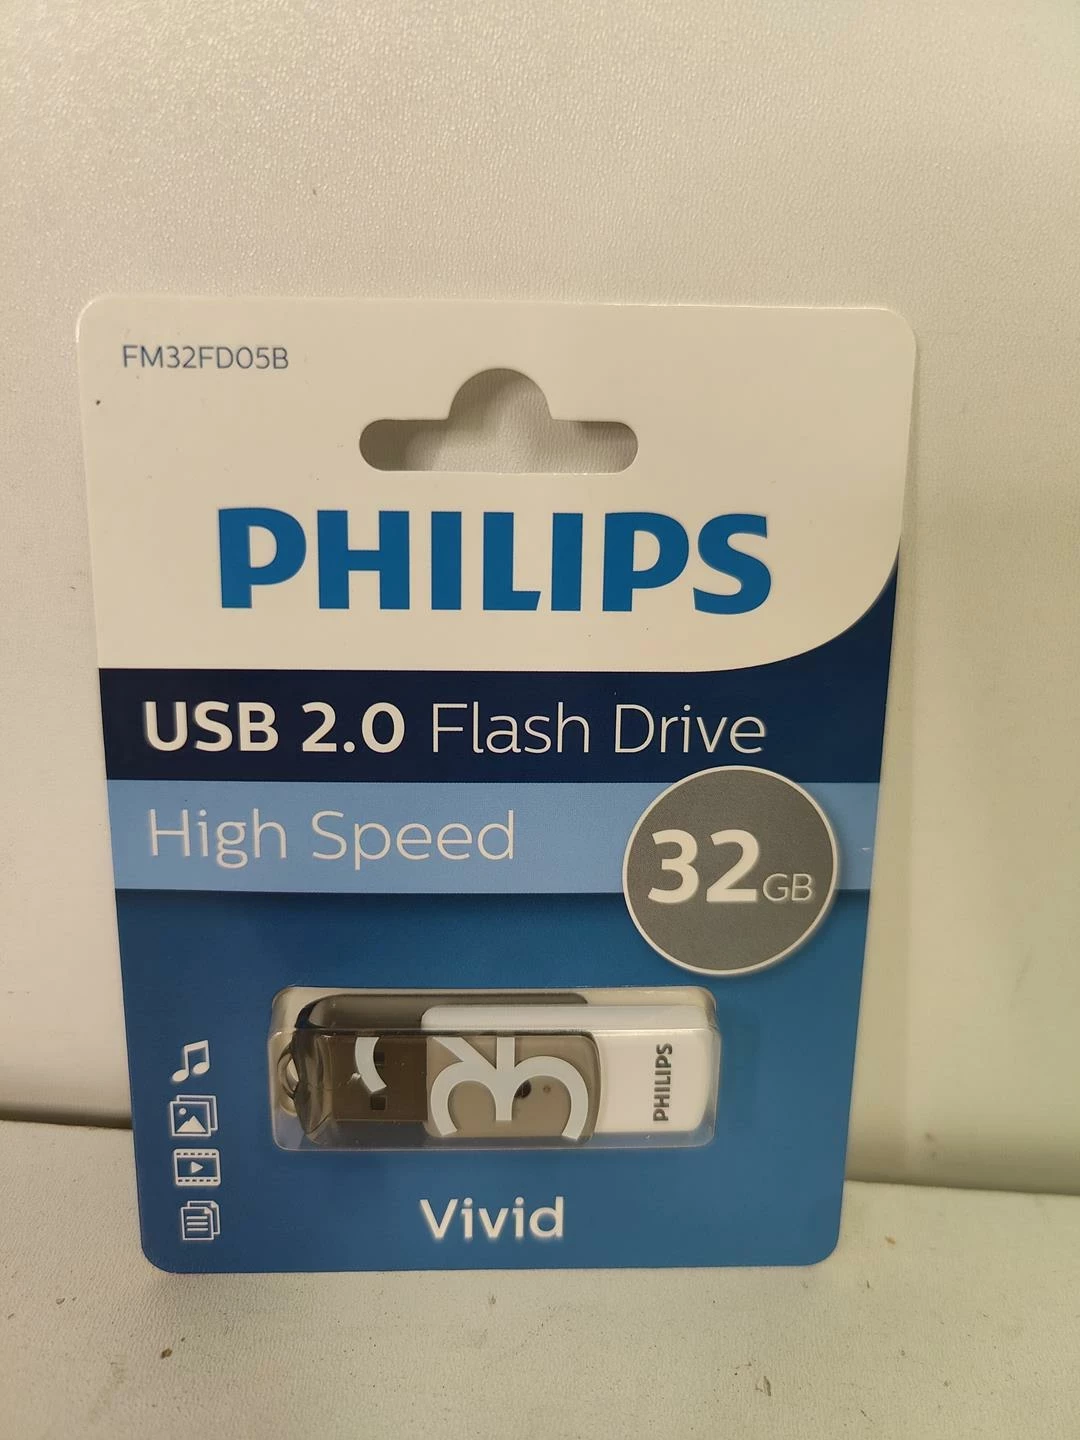 FM32FD05B
PHILIPS
USB 2.0 Flash Drive
High Speed
32GB
32
PHILIPS
Vivid